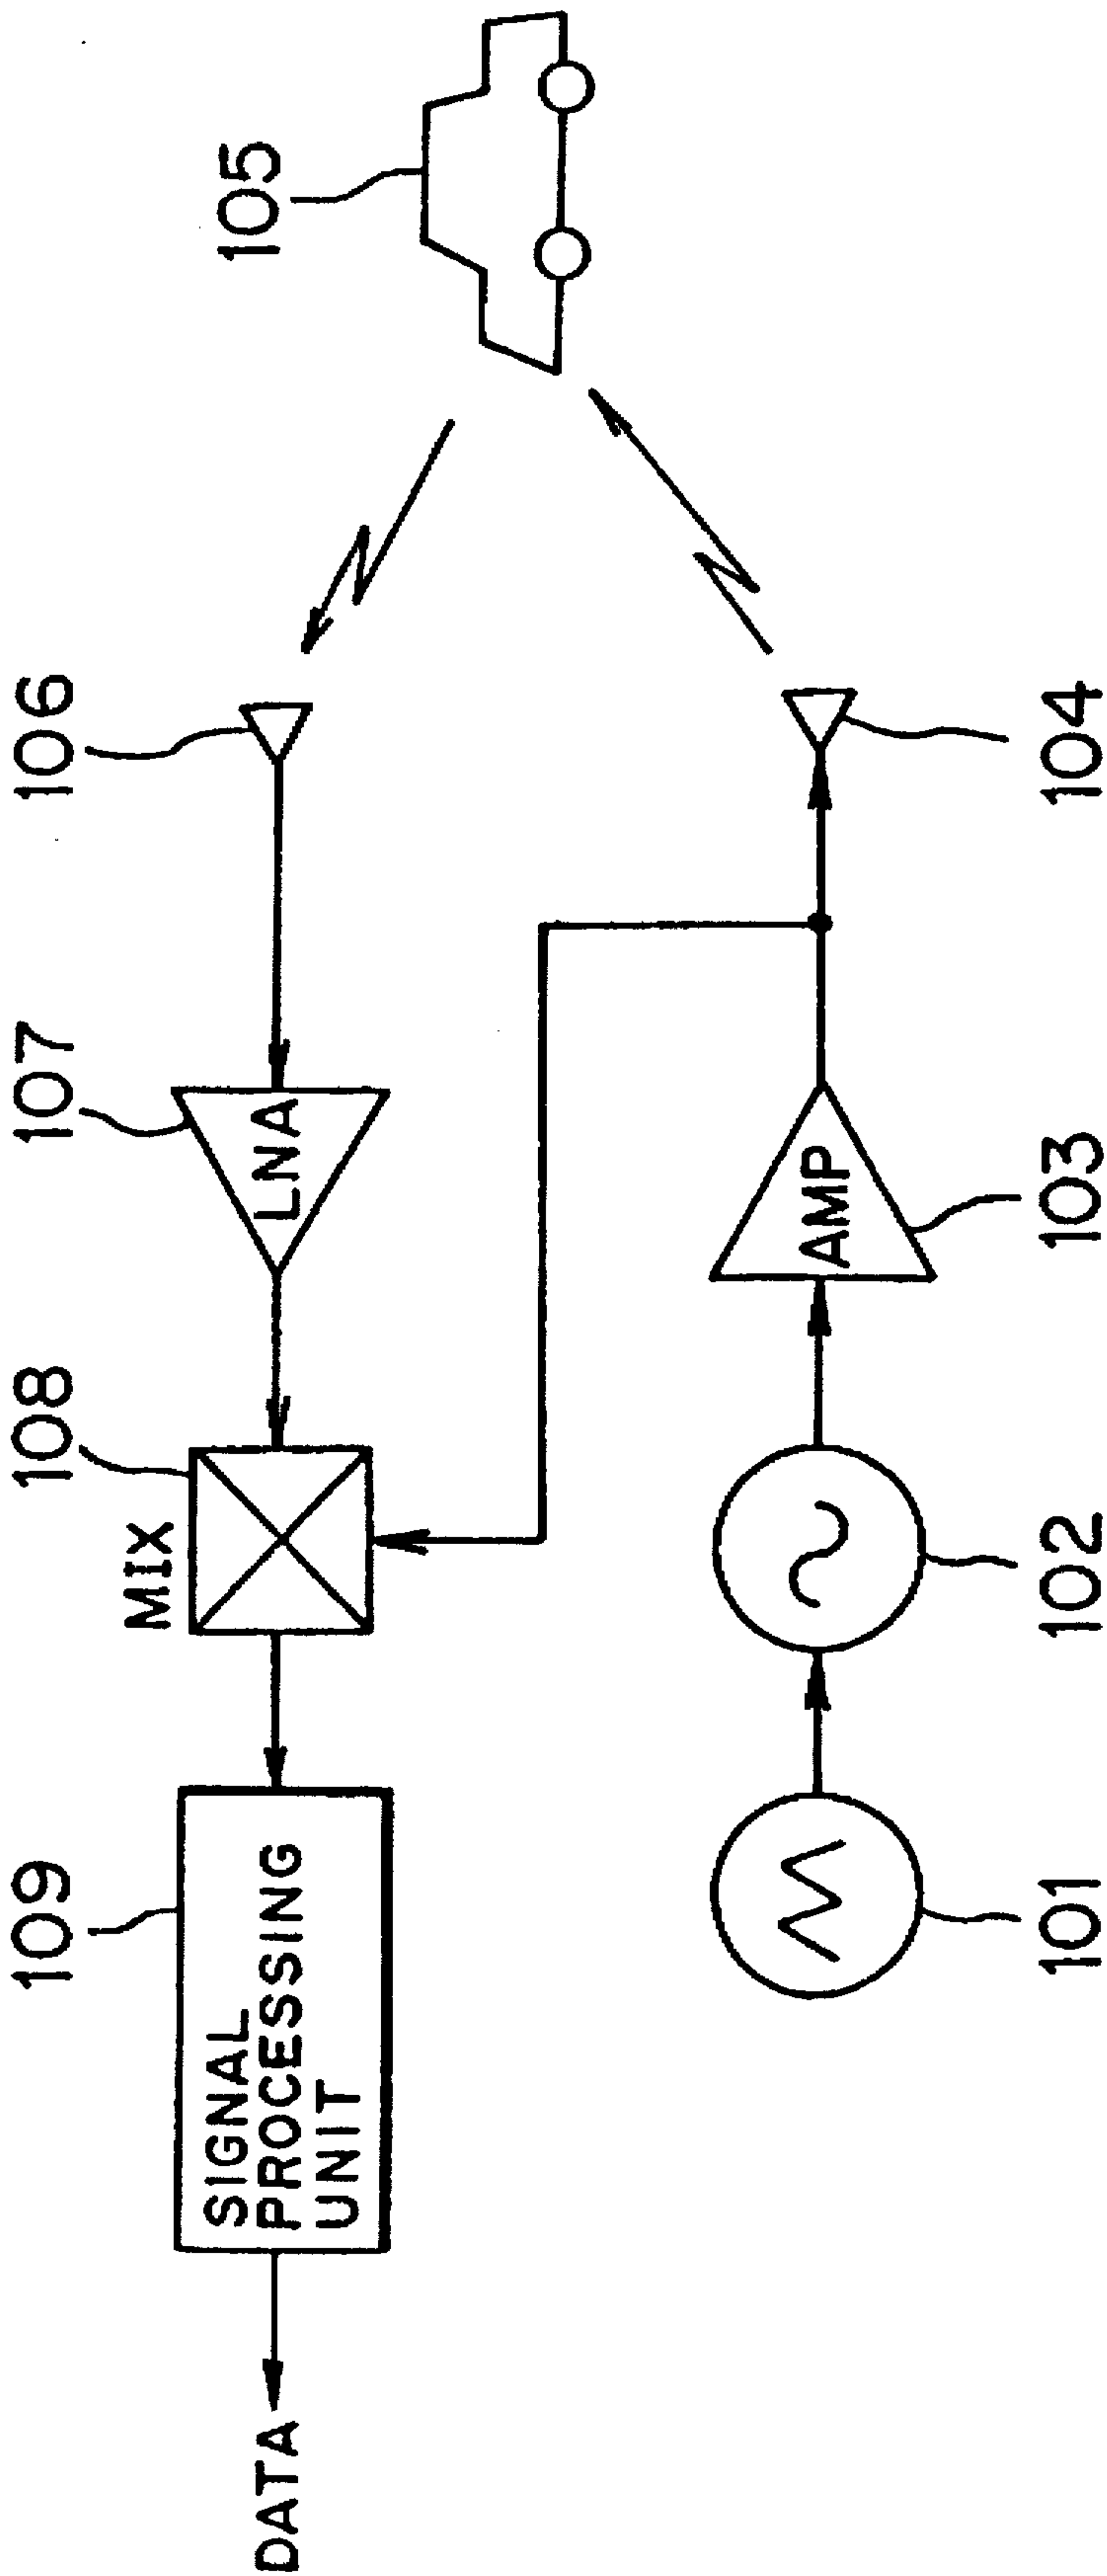 109
108
107
106
105
MIX
LNA
SIGNAL
PROCESSING
UNIT
DATA
AMP
101
102
103
104